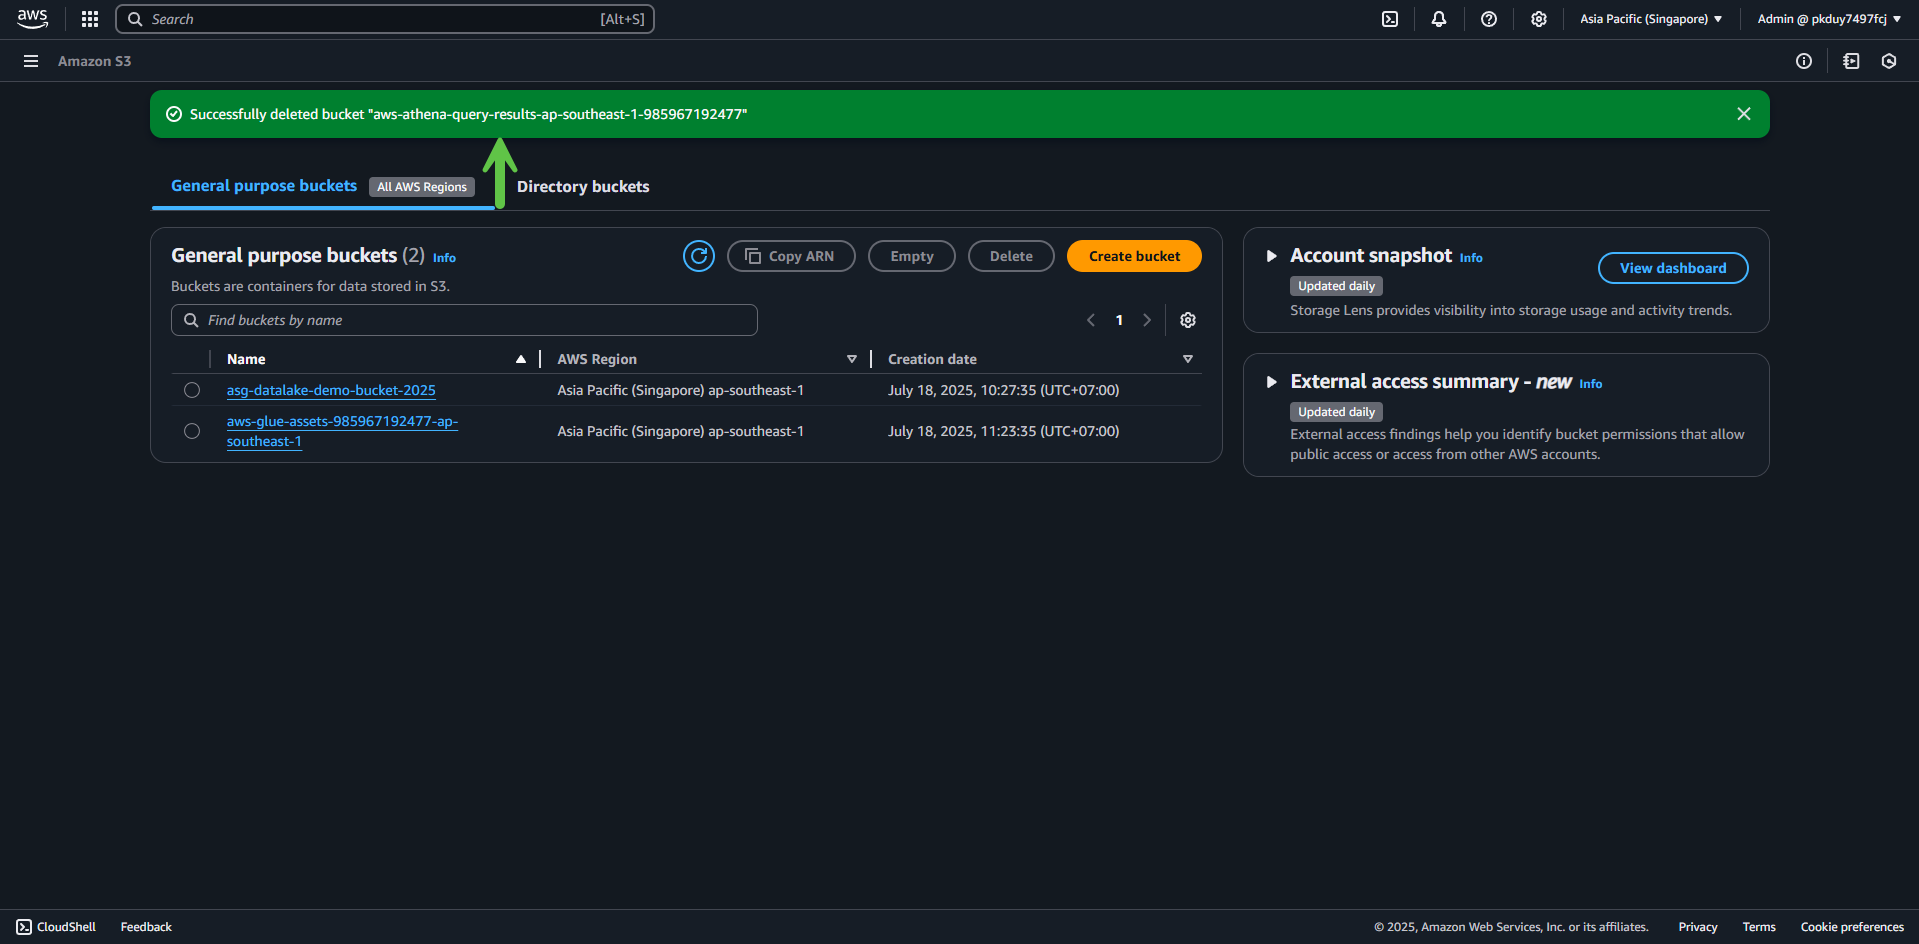 aws
Search [Alt+S]
Asia Pacific (Singapore)
Admin @ pkduy7497fcj
Amazon S3
Successfully deleted bucket "aws-athena-query-results-ap-southeast-1-985967192477"
General purpose buckets All AWS Regions Directory buckets
General purpose buckets (2) Info
Copy ARN Empty Delete Create bucket
Buckets are containers for data stored in S3.
Find buckets by name
1
Name AWS Region Creation date
asg-datalake-demo-bucket-2025 Asia Pacific (Singapore) ap-southeast-1 July 18, 2025, 10:27:35 (UTC+07:00)
aws-glue-assets-985967192477-ap-
southeast-1
Asia Pacific (Singapore) ap-southeast-1 July 18, 2025, 11:23:35 (UTC+07:00)
Account snapshot Info
View dashboard
Updated daily
Storage Lens provides visibility into storage usage and activity trends.
External access summary - new Info
Updated daily
External access findings help you identify bucket permissions that allow
public access or access from other AWS accounts.
CloudShell Feedback
© 2025, Amazon Web Services, Inc. or its affiliates. Privacy Terms Cookie preferences